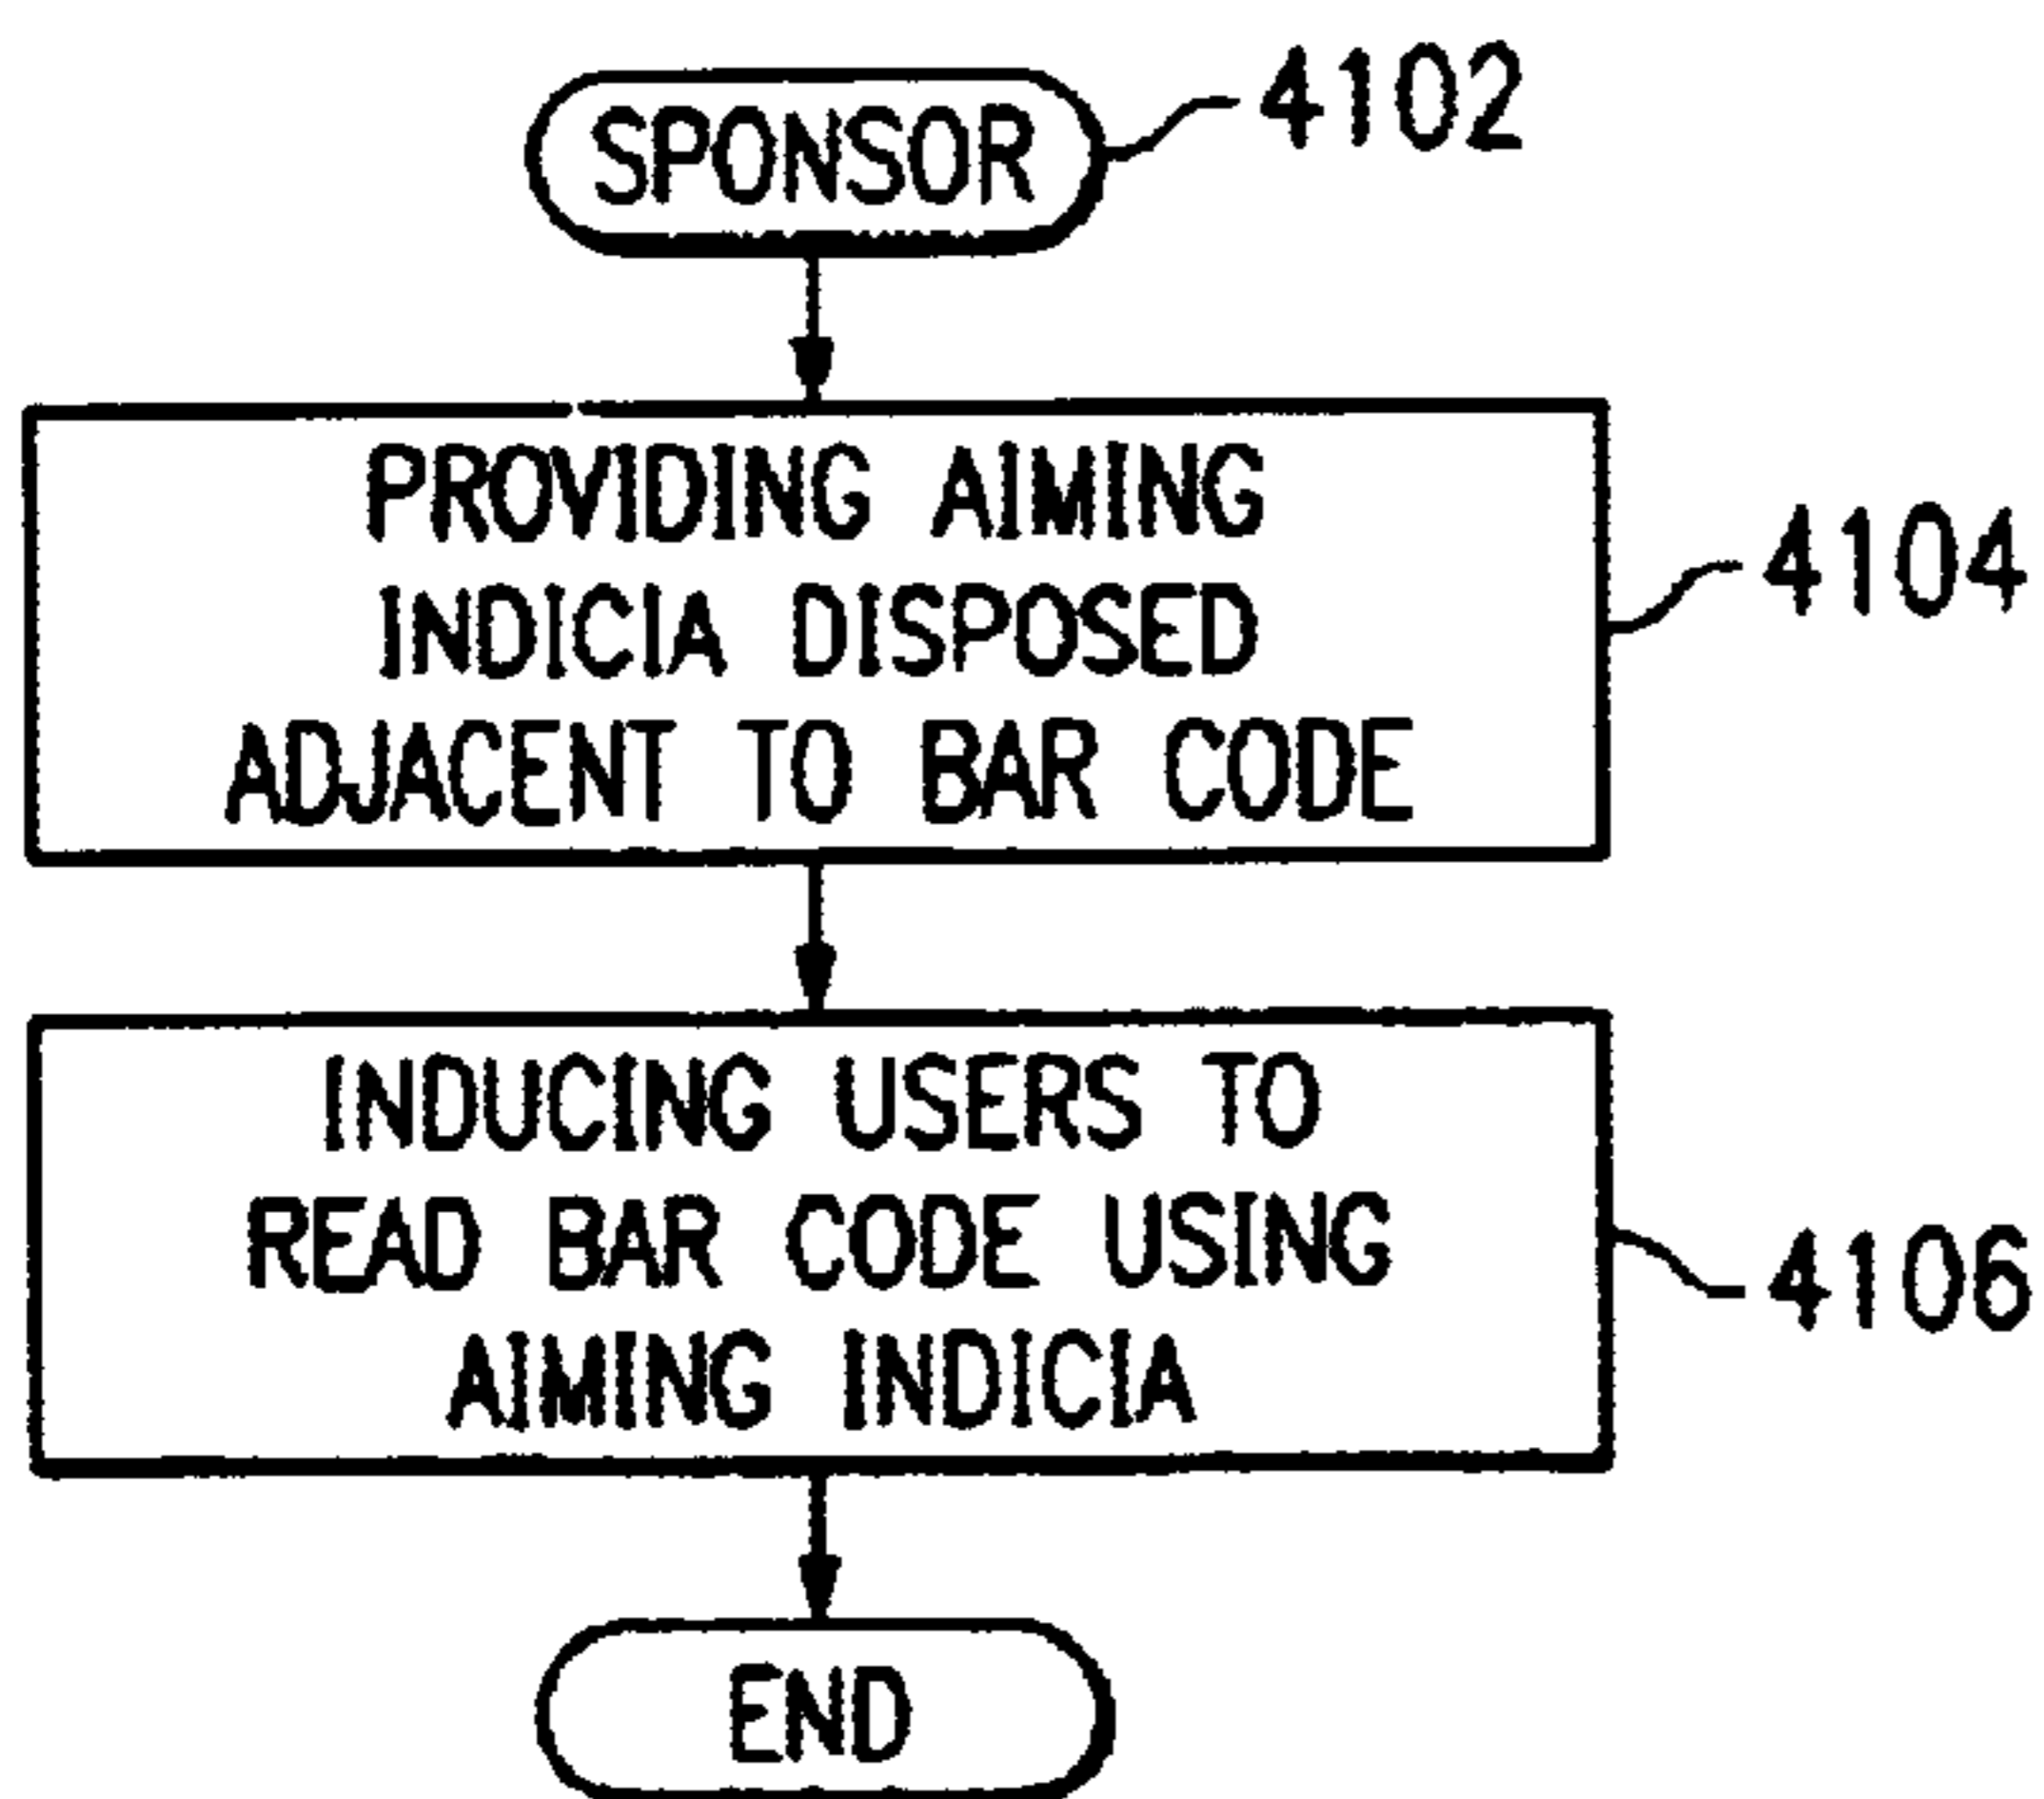 SPONSOR
4102
PROVIDING AIMING
INDICIA DISPOSED
ADJACENT TO BAR CODE
4104
INDUCING USERS TO
READ BAR CODE USING
AIMING INDICIA
4106
END